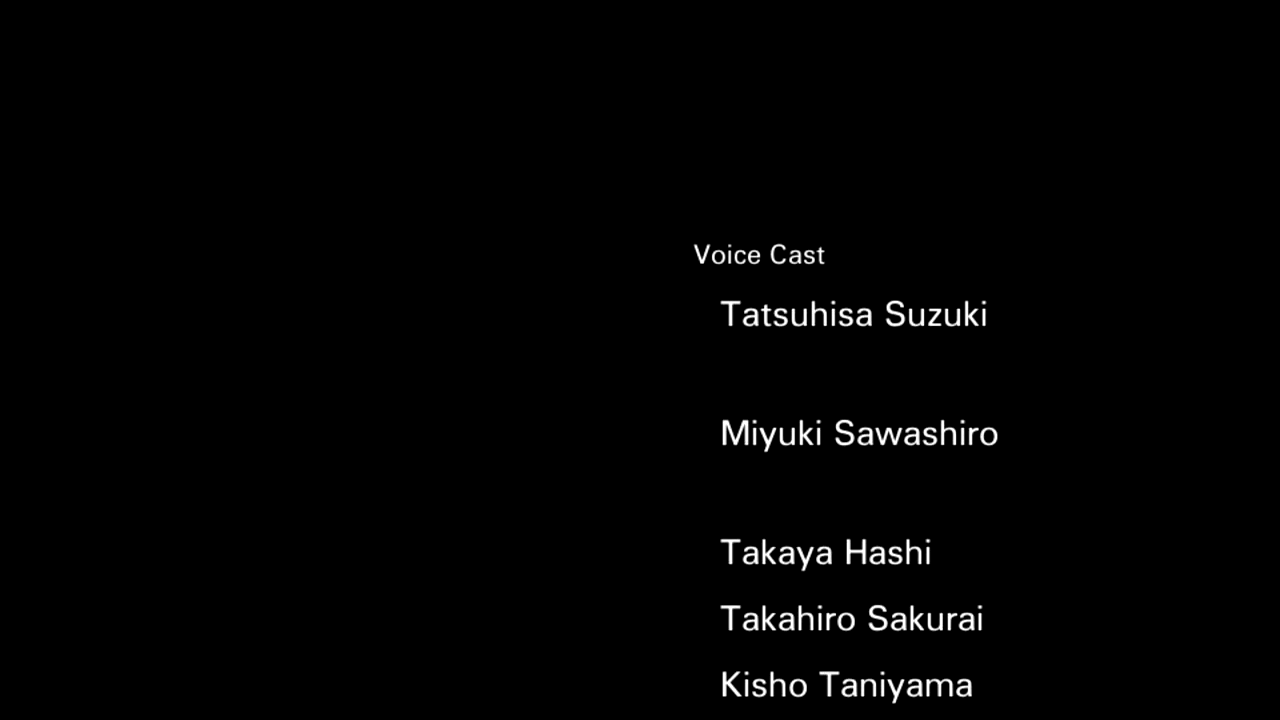 Voice Cast
Tatsuhisa Suzuki
Miyuki Sawashiro
Takaya Hashi
Takahiro Sakurai
Kisho Taniyama